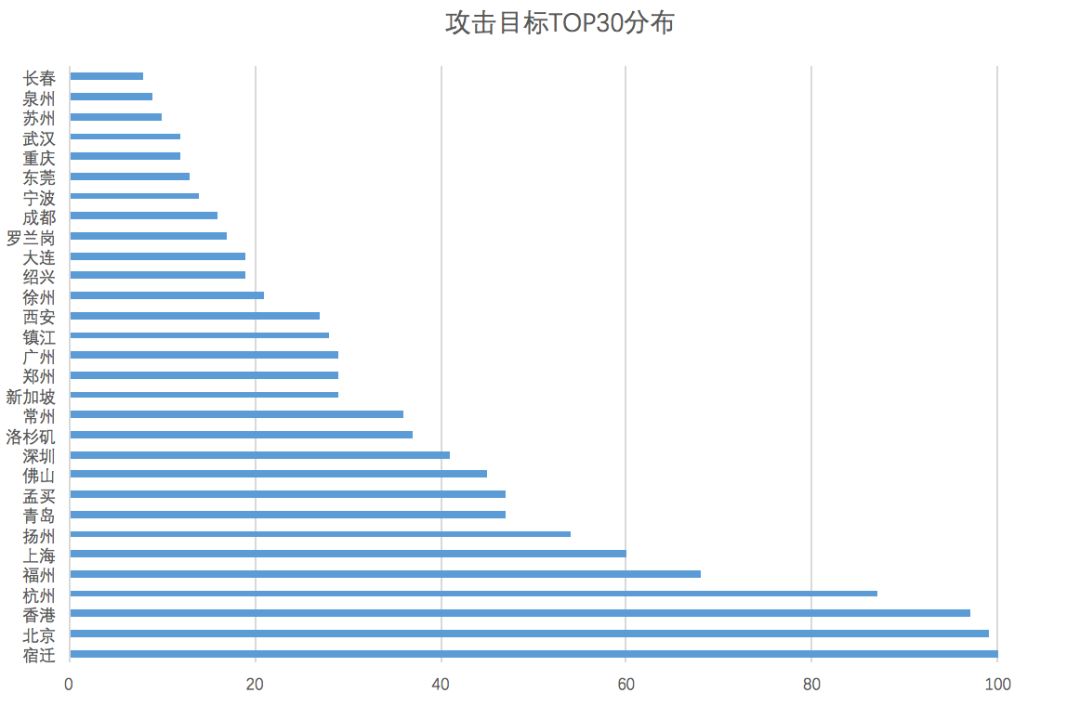 攻击目标TOP30分布
长春
泉州
苏州
武汉
重庆
东莞
宁波
成都
罗兰岗
大连
绍兴
徐州
西安
镇江
广州
郑州
新加坡
常州
洛杉矶
深圳
佛山
孟买
青岛
扬州
上海
福州
杭州
香港
北京
宿迁
0 20 40 60 80 100